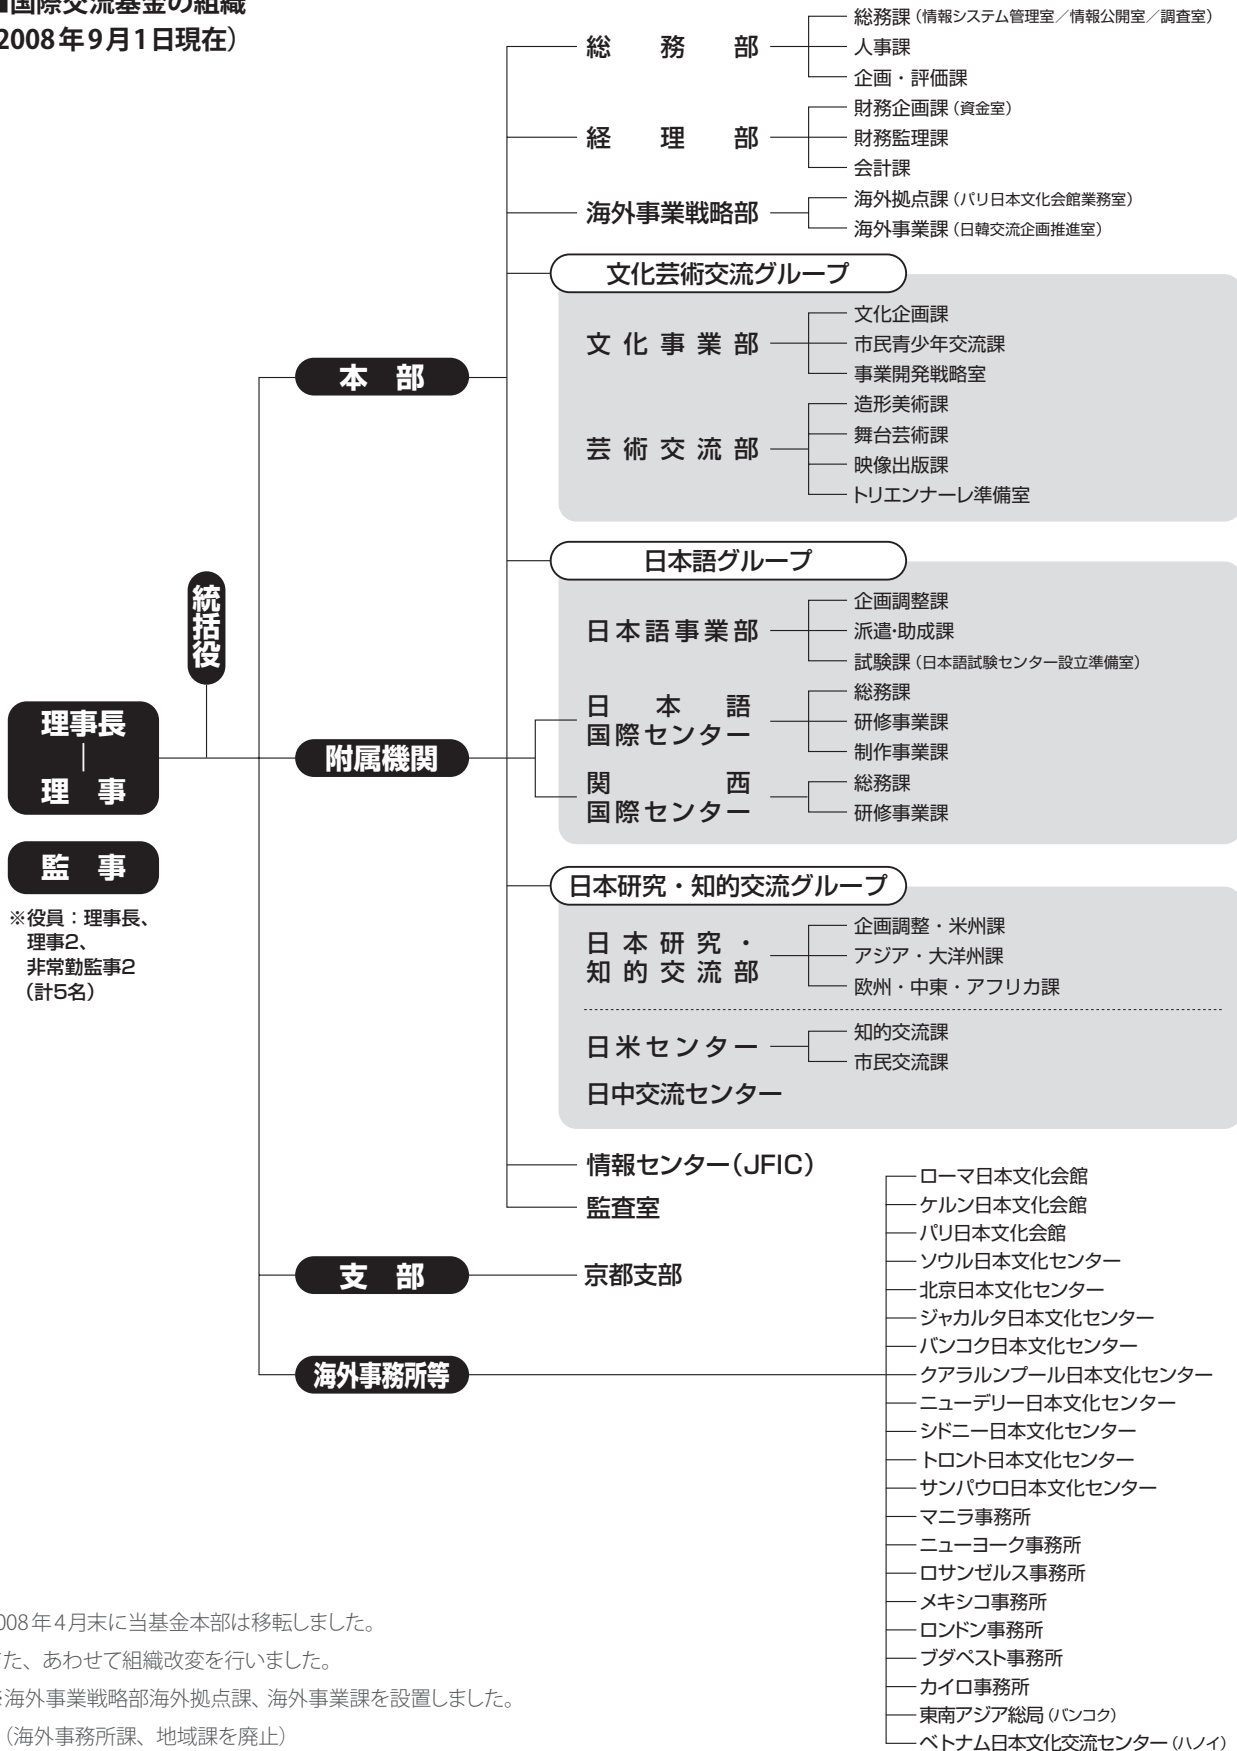 ■国際交流基金の組織
2008年9月1日現在）
理事長
理　事
監　事
※役員：理事長、
理事2、
非常勤監事2
（計5名）
統括役
本　部
総　務　部
総務課（情報システム管理室／情報公開室／調査室）
人事課
企画・評価課
経　理　部
財務企画課（資金室）
財務監理課
会計課
海外事業戦略部
海外拠点課（パリ日本文化会館業務室）
海外事業課（日韓交流企画推進室）
文化芸術交流グループ
文化事業部
文化企画課
市民青少年交流課
事業開発戦略室
芸術交流部
造形美術課
舞台芸術課
映像出版課
トリエンナーレ準備室
日本語グループ
日本語事業部
企画調整課
派遣・助成課
試験課（日本語試験センター設立準備室）
附属機関
日　本　語
国際センター
総務課
研修事業課
制作事業課
関　　　西
国際センター
総務課
研修事業課
日本研究・知的交流グループ
日本研究・
知的交流部
企画調整・米州課
アジア・大洋州課
欧州・中東・アフリカ課
日米センター
知的交流課
市民交流課
日中交流センター
情報センター（JFIC）
監査室
支　部
京都支部
海外事務所等
ローマ日本文化会館
ケルン日本文化会館
パリ日本文化会館
ソウル日本文化センター
北京日本文化センター
ジャカルタ日本文化センター
バンコク日本文化センター
クアラルンプール日本文化センター
ニューデリー日本文化センター
シドニー日本文化センター
トロント日本文化センター
サンパウロ日本文化センター
マニラ事務所
ニューヨーク事務所
ロサンゼルス事務所
メキシコ事務所
ロンドン事務所
ブダペスト事務所
カイロ事務所
東南アジア総局（バンコク）
ベトナム日本文化交流センター（ハノイ）
008年4月末に当基金本部は移転しました。
た、あわせて組織改変を行いました。
海外事業戦略部海外拠点課、海外事業課を設置しました。
（海外事務所課、地域課を廃止）